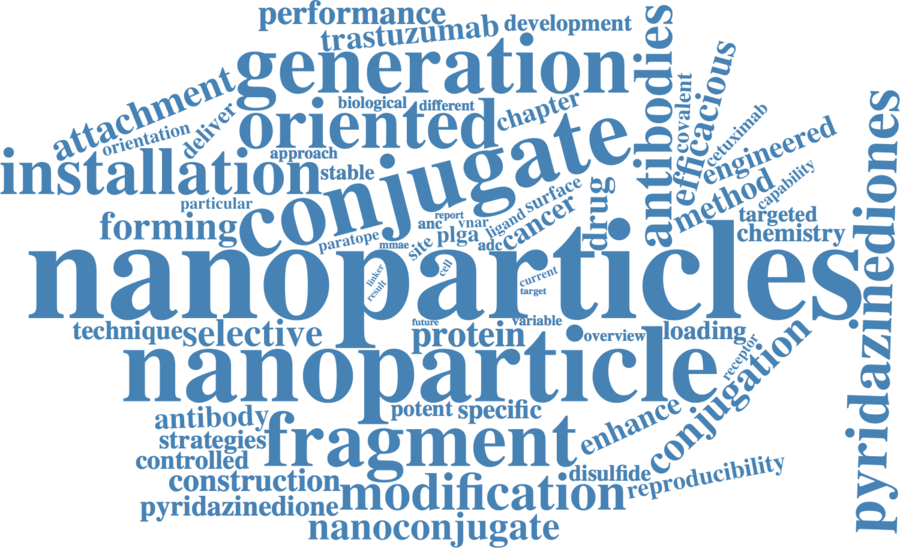 performance
trastuzumab
development
generation
antibodies
attachment
orientation
deliver
biological
different
oriented
chapter
covalent
efficacious
cetuximab
engineered
approach
installation
stable
conjugate
particular
forming
paratope
mmae
anc
report
vnar
ligand
surface
site
plga
adc
cancer
drug
method
capability
targeted
chemistry
pyridazinediones
nanoparticles
linker
result
cell
current
target
technique
selective
future
variable
protein
overview
loading
nanoparticle
receptor
conjugation
antibody
strategies
controlled
potent
specific
fragment
enhance
disulfide
construction
pyridazinedione
modification
reproducibility
nanoconjugate